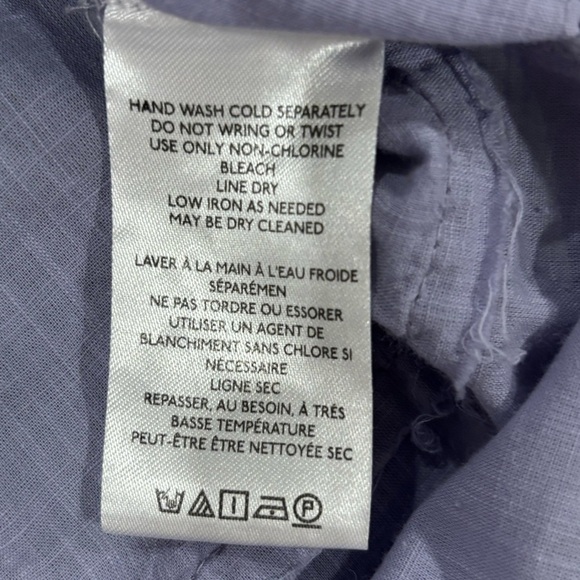 HAND WASH COLD SEPARATELY
DO NOT WRING OR TWIST
USE ONLY NON-CHLORINE
BLEACH
LINE DRY
LOW IRON AS NEEDED
MAY BE DRY CLEANED
LAVER À LA MAIN À L'EAU FROIDE
SÉPARÉMEN
NE PAS TORDRE OU ESSORER
UTILISER UN AGENT DE
BLANCHIMENT SANS CHLORE SI
NÉCESSAIRE
LIGNE SEC
REPASSER, AU BESOIN, À TRÈS
BASSE TEMPÉRATURE
PEUT-ÊTRE ÊTRE NETTOYÉE SEC
P